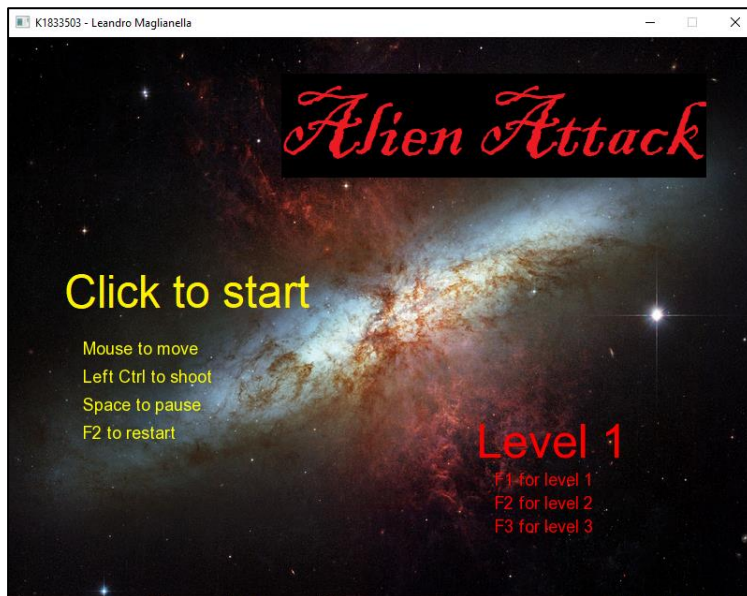 K1833503 - Leandro Maglianella
Alien Attack
Click to start
Mouse to move
Left Ctrl to shoot
Space to pause
F2 to restart
Level 1
F1 for level 1
F2 for level 2
F3 for level 3